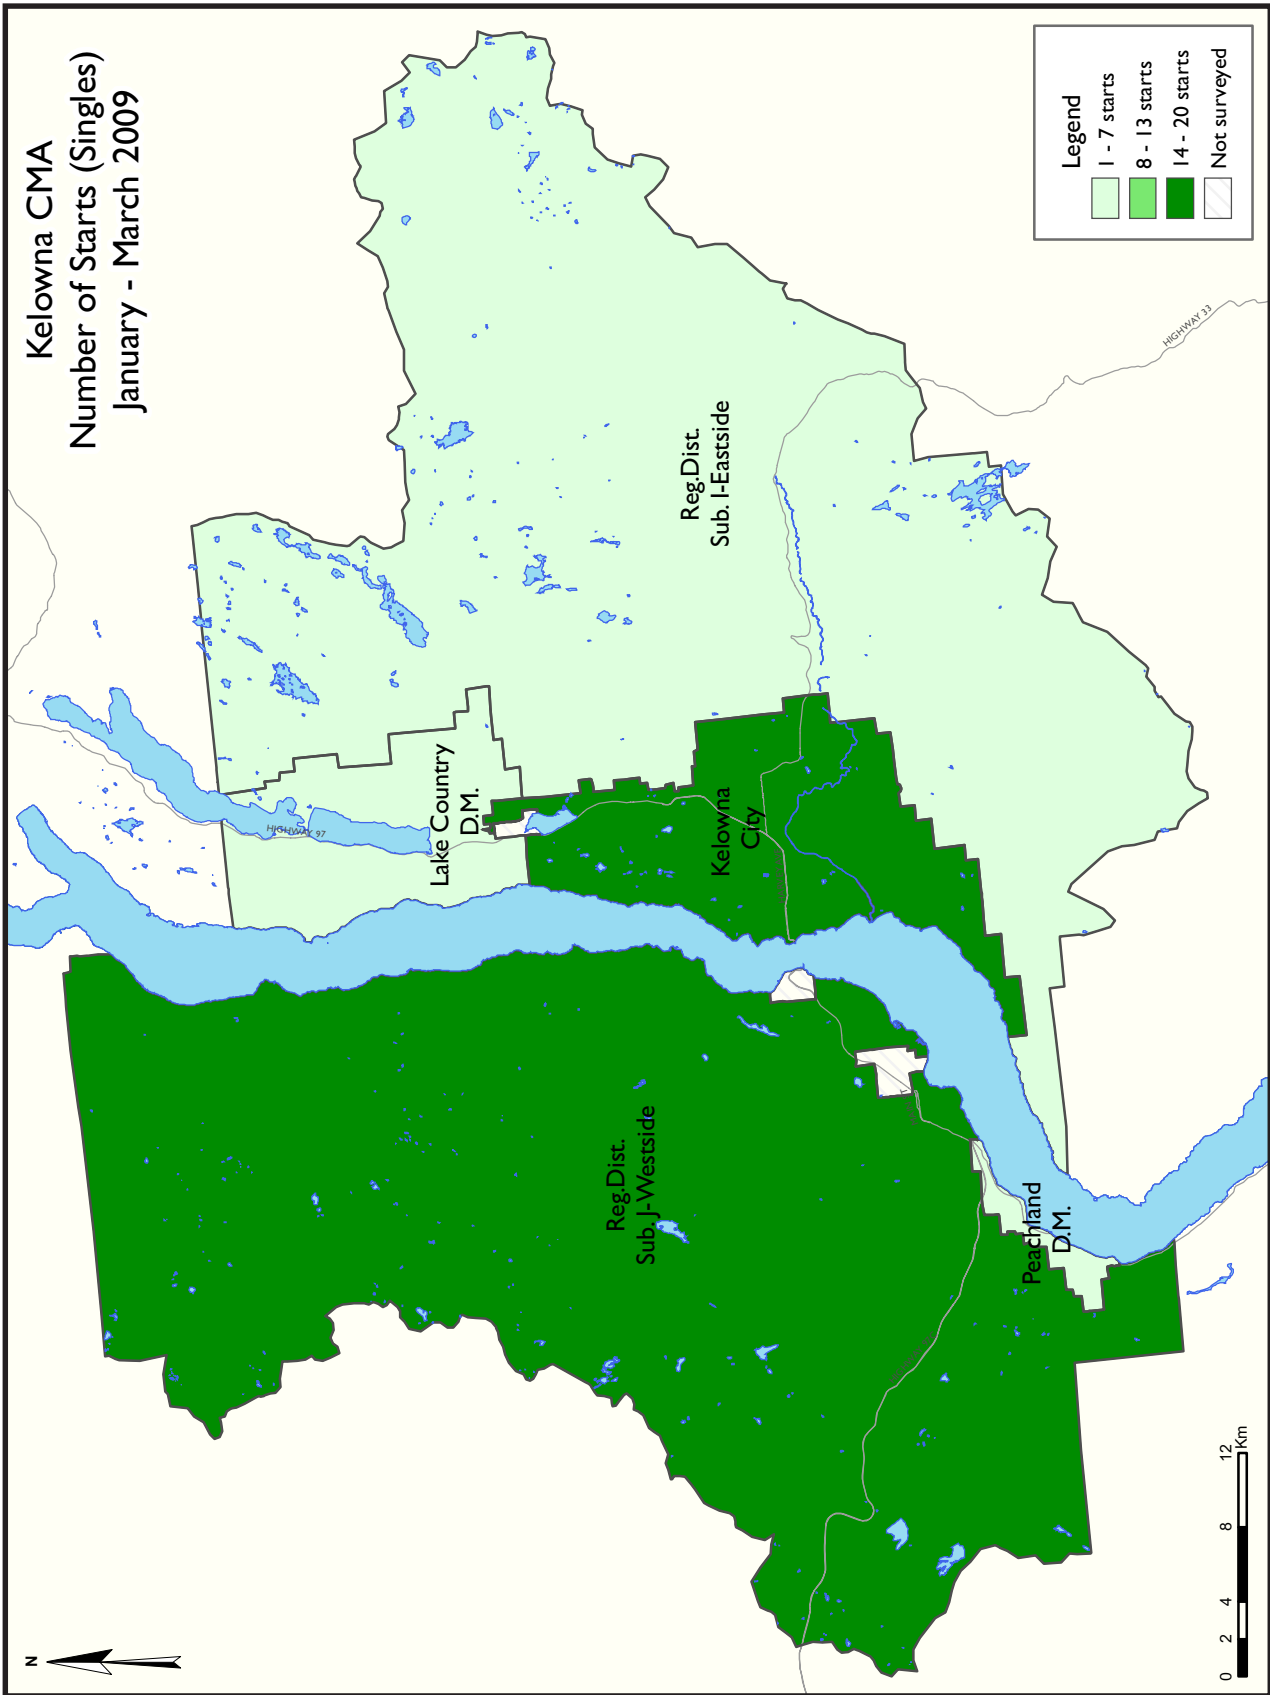 Kelowna CMA
Number of Starts (Singles)
January - March 2009
Legend
1 - 7 starts
8 - 13 starts
14 - 20 starts
Not surveyed
HIGHWAY 33
HIGHWAY 97
Reg.Dist.
Sub. I-Eastside
Lake Country
D.M.
Kelowna
City
Reg.Dist.
Sub. J-Westside
Peachland
D.M.
N
0 2 4 8 12
Km